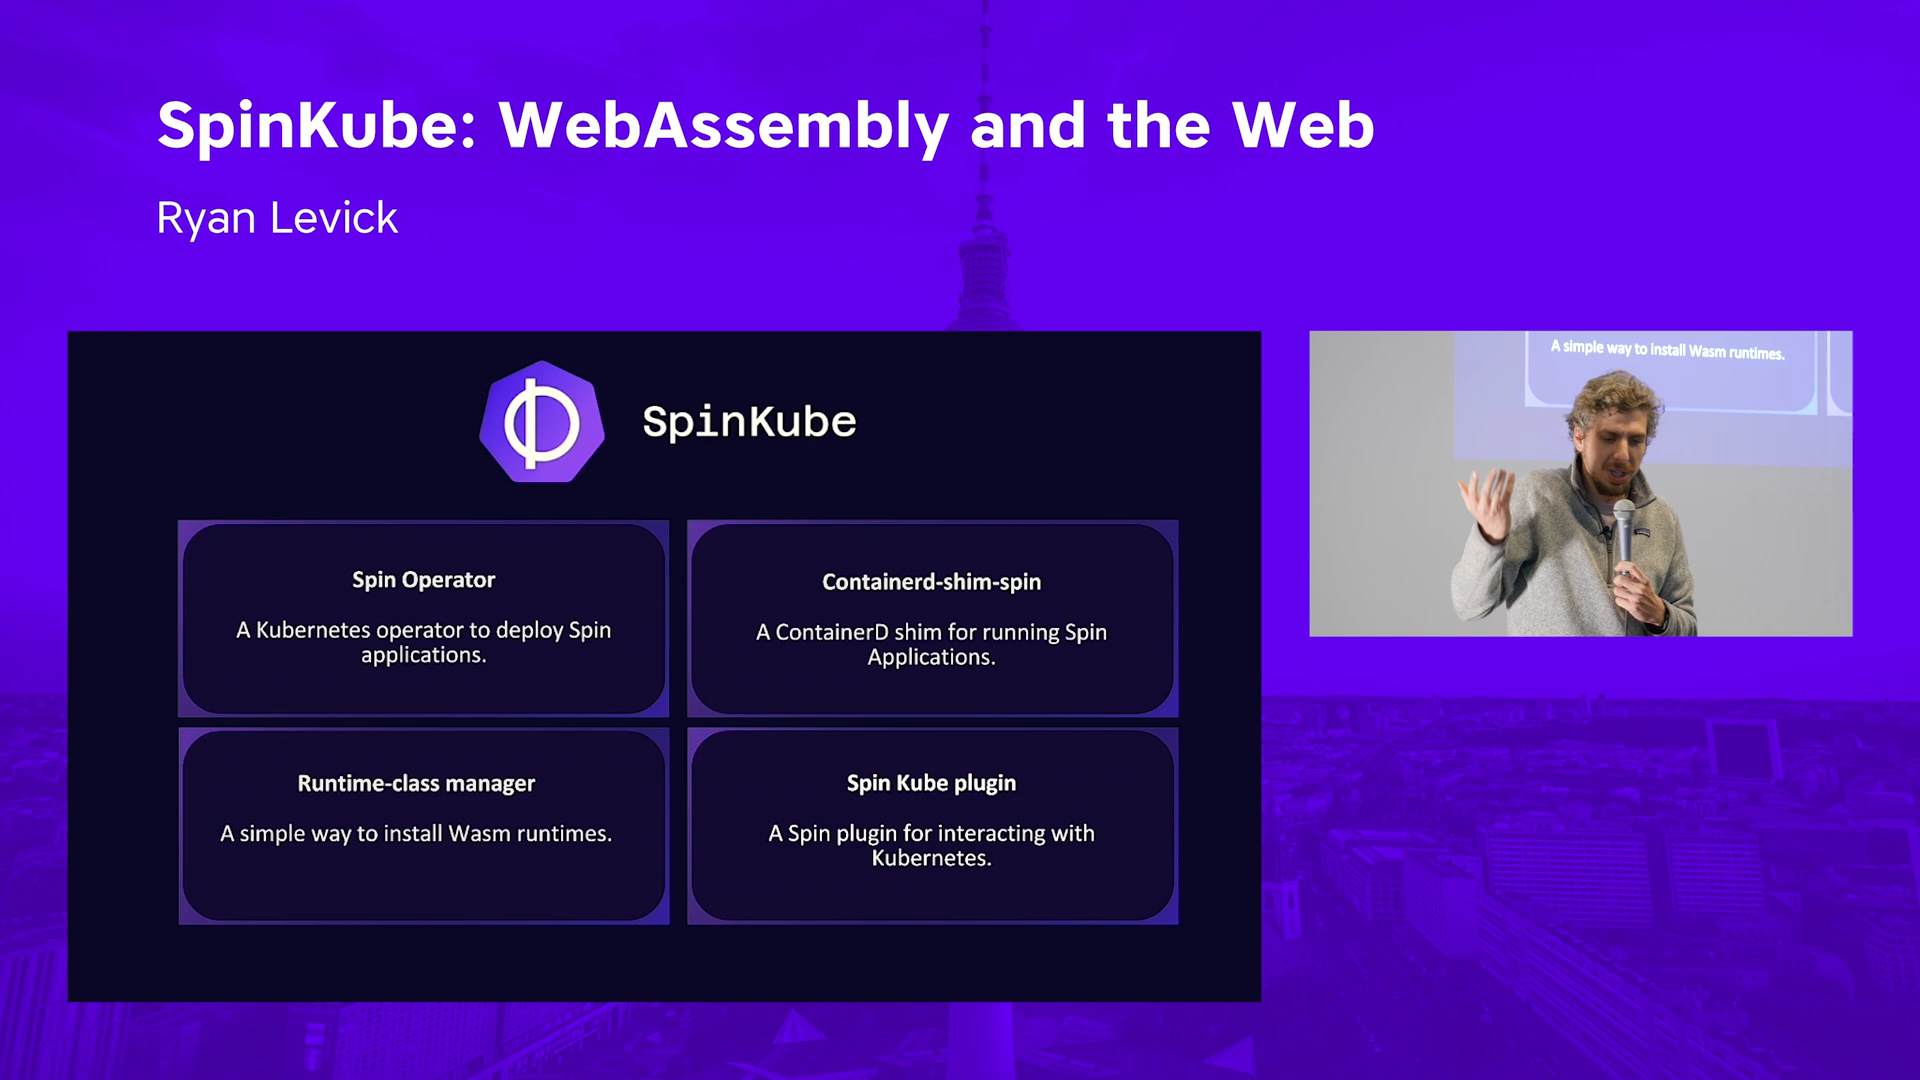 SpinKube: WebAssembly and the Web
Ryan Levick
SpinKube
Spin Operator
A Kubernetes operator to deploy Spin
applications.
Containerd-shim-spin
A ContainerD shim for running Spin
Applications.
Runtime-class manager
A simple way to install Wasm runtimes.
Spin Kube plugin
A Spin plugin for interacting with
Kubernetes.
A simple way to install Wasm runtimes.